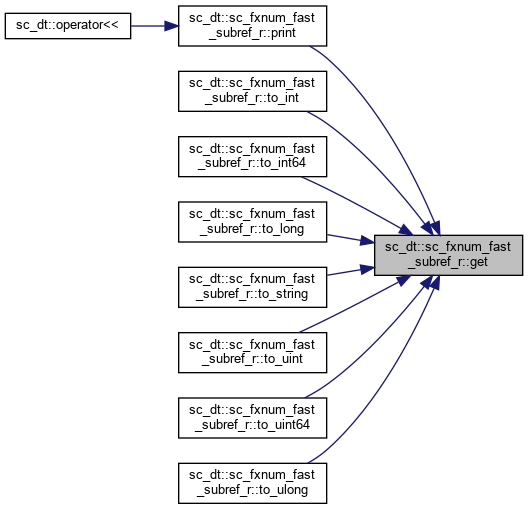 sc_dt::operator<<
sc_dt::sc_fxnum_fast
_subref_r::print
sc_dt::sc_fxnum_fast
_subref_r::to_int
sc_dt::sc_fxnum_fast
_subref_r::to_int64
sc_dt::sc_fxnum_fast
_subref_r::to_long
sc_dt::sc_fxnum_fast
_subref_r::to_string
sc_dt::sc_fxnum_fast
_subref_r::to_uint
sc_dt::sc_fxnum_fast
_subref_r::to_uint64
sc_dt::sc_fxnum_fast
_subref_r::to_ulong
sc_dt::sc_fxnum_fast
_subref_r::get